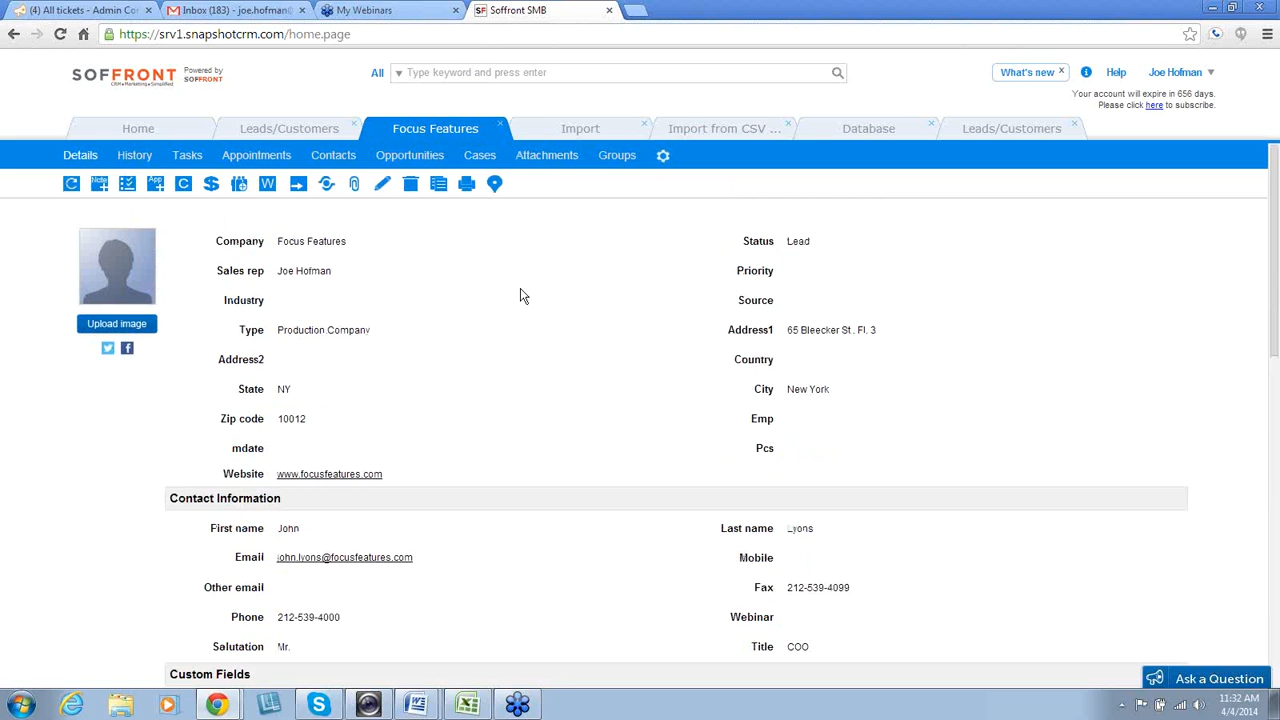 (4) All tickets - Admin Co
Inbox (183) - joe.hofman@
My Webinars
Soffront SMB
https://srv1.snapshotcrm.com/home.page
SOFFRONT
CRM+Marketing+Simplified
Powered by
SOFFRONT
All
Type keyword and press enter
What's new x
Help
Joe Hofman
Your account will expire in 656 days.
Please click here to subscribe.
Home
Leads/Customers
Focus Features
Import
Import from CSV ...
Database
Leads/Customers
Details
History
Tasks
Appointments
Contacts
Opportunities
Cases
Attachments
Groups
Note
App
C
$
W
Company Focus Features
Status Lead
Sales rep Joe Hofman
Priority
Industry
Source
Upload image
Type Production Company
Address1 65 Bleecker St., Fl. 3
Address2
Country
State NY
City New York
Zip code 10012
Emp
mdate
Pcs
Website www.focusfeatures.com
Contact Information
First name John
Last name Lyons
Email john.lyons@focusfeatures.com
Mobile
Other email
Fax 212-539-4099
Phone 212-539-4000
Webinar
Salutation Mr.
Title COO
Custom Fields
Ask a Question
11:32 AM
4/4/2014